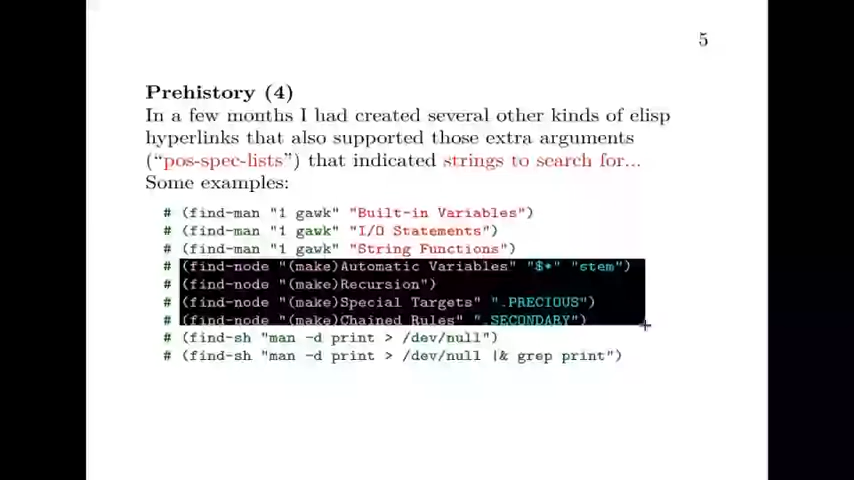 5
Prehistory (4)
In a few months I had created several other kinds of elisp
hyperlinks that also supported those extra arguments
(“pos-spec-lists”) that indicated strings to search for...
Some examples:
# (find-man "1 gawk" "Built-in Variables")
# (find-man "1 gawk" "I/O Statements")
# (find-man "1 gawk" "String Functions")
# (find-node "(make)Automatic Variables" "$*" "stem")
# (find-node "(make)Recursion")
# (find-node "(make)Special Targets" ".PRECIOUS")
# (find-node "(make)Chained Rules" ".SECONDARY")
# (find-sh "man -d print > /dev/null")
# (find-sh "man -d print > /dev/null |& grep print")